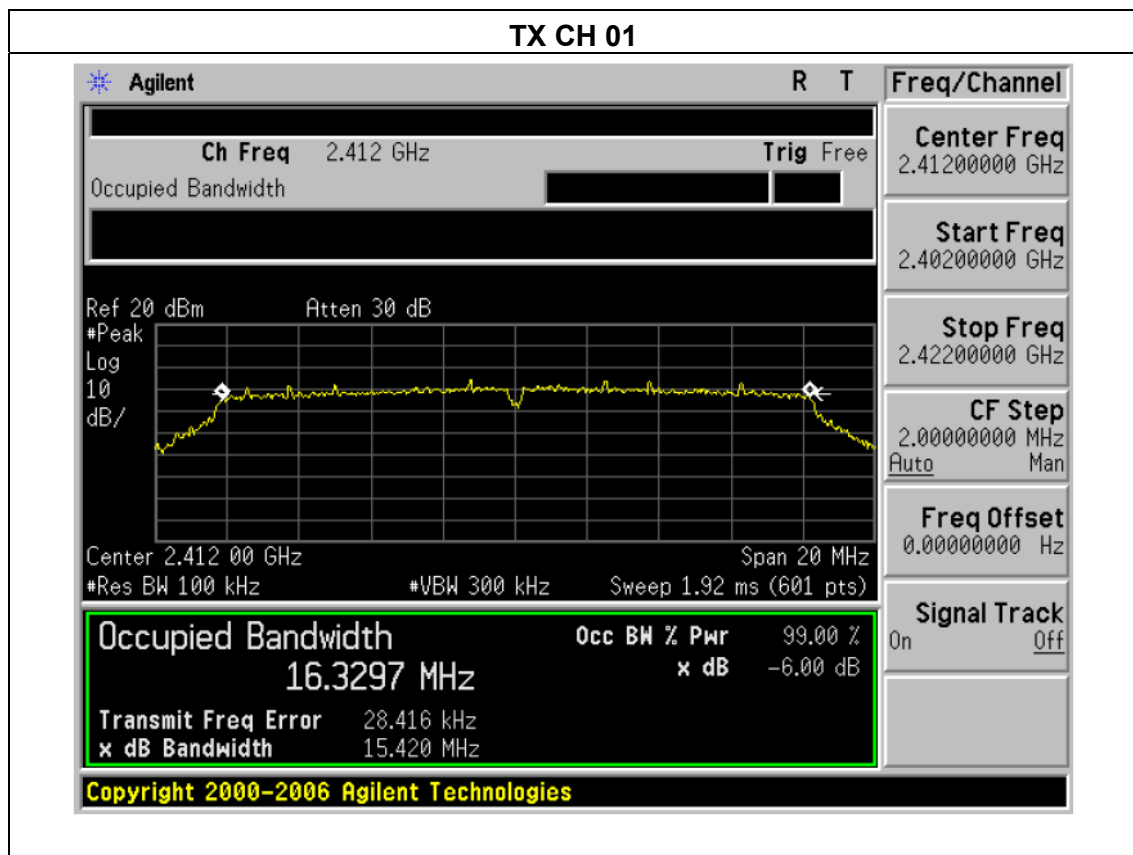 TX CH 01
Agilent R T Freq/Channel
Ch Freq 2.412 GHz Trig Free
Occupied Bandwidth
Center Freq
2.41200000 GHz
Start Freq
2.40200000 GHz
Stop Freq
2.42200000 GHz
CF Step
2.00000000 MHz
Auto Man
Freq Offset
0.00000000 Hz
Signal Track
On Off
Ref 20 dBm Atten 30 dB
#Peak
Log
10
dB/
Center 2.412 00 GHz Span 20 MHz
#Res BW 100 kHz #VBW 300 kHz Sweep 1.92 ms (601 pts)
Occupied Bandwidth Occ BW % Pwr 99.00 %
16.3297 MHz x dB -6.00 dB
Transmit Freq Error 28.416 kHz
x dB Bandwidth 15.420 MHz
Copyright 2000-2006 Agilent Technologies